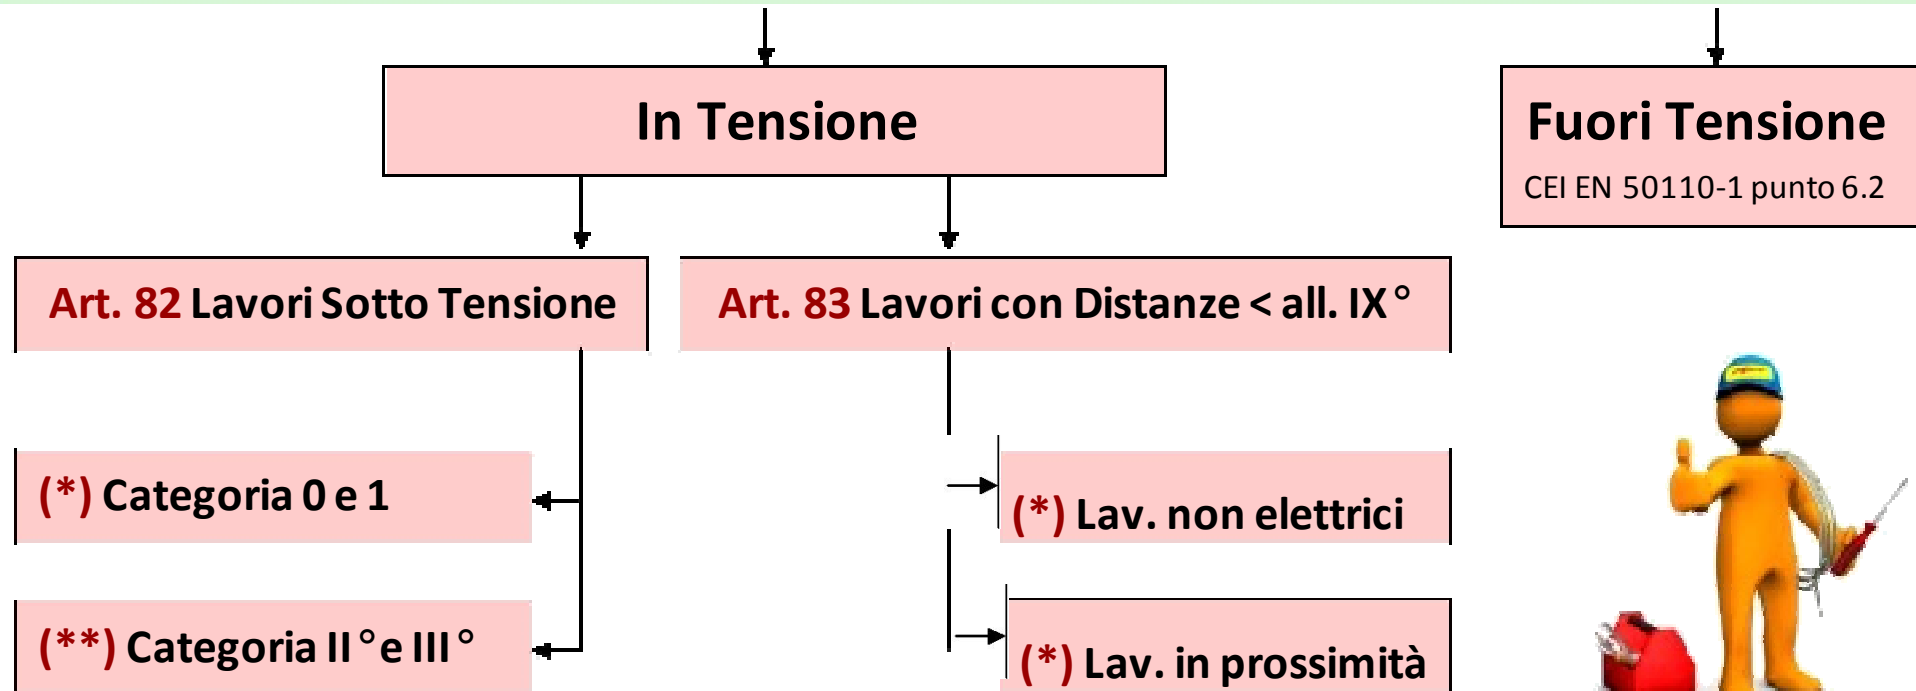 In Tensione
Fuori Tensione
CEI EN 50110-1 punto 6.2
Art. 82 Lavori Sotto Tensione
Art. 83 Lavori con Distanze < all. IX°
(*) Categoria 0 e 1
(*) Lav. non elettrici
(**) Categoria II° e III°
(*) Lav. in prossimità